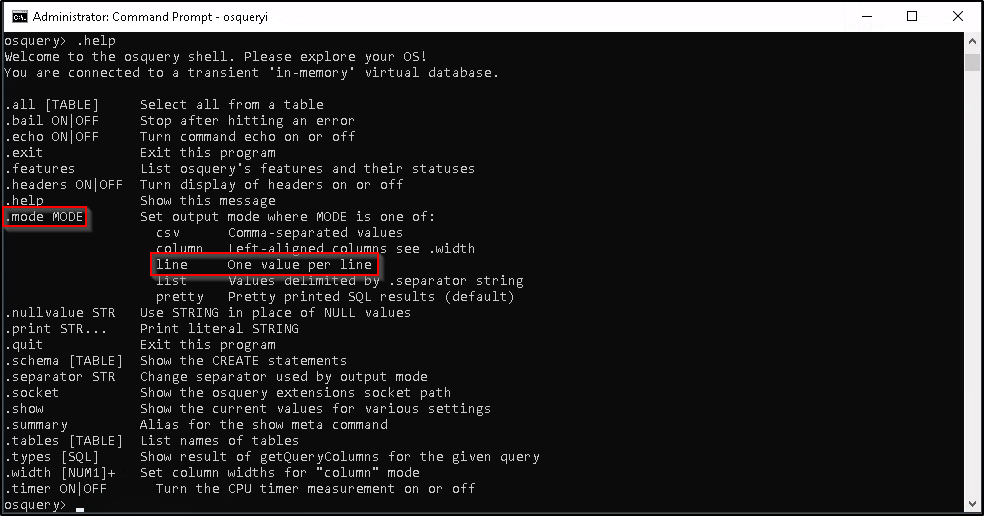 Administrator: Command Prompt - osqueryi
osquery> .help
Welcome to the osquery shell. Please explore your OS!
You are connected to a transient 'in-memory' virtual database.
.all [TABLE]     Select all from a table
.bail ON|OFF     Stop after hitting an error
.echo ON|OFF     Turn command echo on or off
.exit            Exit this program
.features        List osquery's features and their statuses
.headers ON|OFF  Turn display of headers on or off
.help            Show this message
.mode MODE       Set output mode where MODE is one of:
                   csv      Comma-separated values
                   column   Left-aligned columns see .width
                   line     One value per line
                   list     Values delimited by .separator string
                   pretty   Pretty printed SQL results (default)
.nullvalue STR   Use STRING in place of NULL values
.print STR...    Print literal STRING
.quit            Exit this program
.schema [TABLE]  Show the CREATE statements
.separator STR   Change separator used by output mode
.socket          Show the osquery extensions socket path
.show            Show the current values for various settings
.summary         Alias for the show meta command
.tables [TABLE]  List names of tables
.types [SQL]     Show result of getQueryColumns for the given query
.width [NUM1]+   Set column widths for "column" mode
.timer ON|OFF      Turn the CPU timer measurement on or off
osquery>